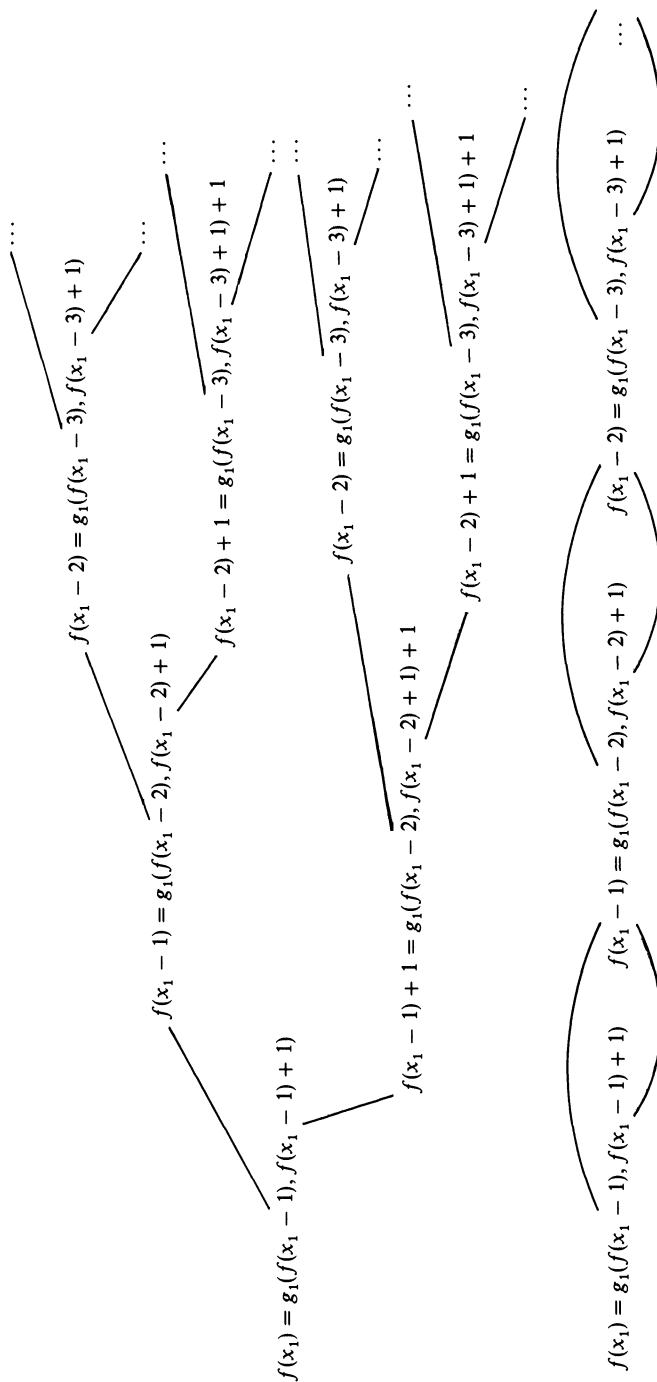 ....
f(x₁ − 2) = g₁(f(x₁ − 3), f(x₁ − 3) + 1)
....
f(x₁ − 1) = g₁(f(x₁ − 2), f(x₁ − 2) + 1)
....
f(x₁ − 2) + 1 = g₁(f(x₁ − 3), f(x₁ − 3) + 1) + 1
....
f(x₁) = g₁(f(x₁ − 1), f(x₁ − 1) + 1)
....
f(x₁ − 2) = g₁(f(x₁ − 3), f(x₁ − 3) + 1)
....
f(x₁ − 1) + 1 = g₁(f(x₁ − 2), f(x₁ − 2) + 1) + 1
....
f(x₁ − 2) + 1 = g₁(f(x₁ − 3), f(x₁ − 3) + 1) + 1
....
f(x₁) = g₁(f(x₁ − 1), f(x₁ − 1) + 1) f(x₁ − 1) = g₁(f(x₁ − 2), f(x₁ − 2) + 1) f(x₁ − 2) = g₁(f(x₁ − 3), f(x₁ − 3) + 1) ....